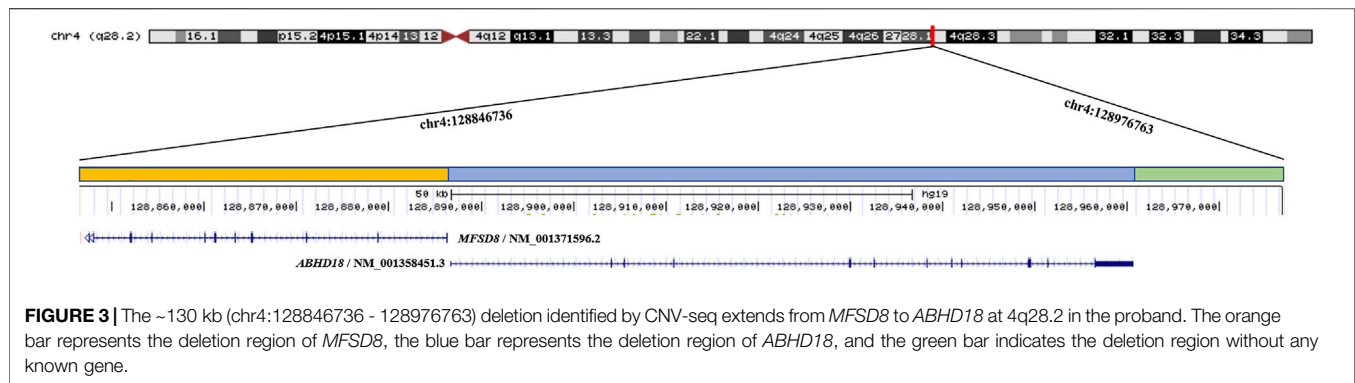 chr4 (q28.2) 16.1 p15.2 4p15.1 4p14 13 12 4q12 q13.1 13.3 22.1 4q24 4q25 4q26 27 28.1 4q28.3 32.1 32.3 34.3
chr4:128846736 chr4:128976763
50 kb hg19
128,860,000| 128,870,000| 128,880,000| 128,890,000| 128,900,000| 128,910,000| 128,920,000| 128,930,000| 128,940,000| 128,950,000| 128,960,000| 128,970,000|
MFSD8 / NM_001371596.2
ABHD18 / NM_001358451.3
FIGURE 3 | The ~130 kb (chr4:128846736 - 128976763) deletion identified by CNV-seq extends from MFSD8 to ABHD18 at 4q28.2 in the proband. The orange
bar represents the deletion region of MFSD8, the blue bar represents the deletion region of ABHD18, and the green bar indicates the deletion region without any
known gene.